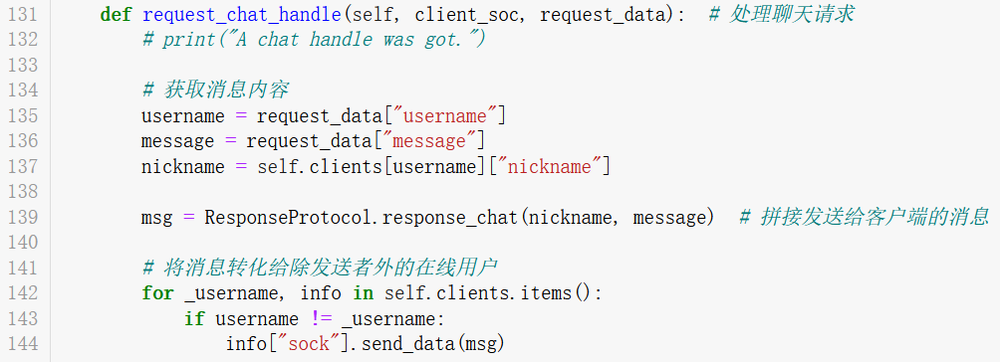 131 def request_chat_handle(self, client_soc, request_data):  # 处理聊天请求
132 # print("A chat handle was got.")
133
134 # 获取消息内容
135 username = request_data["username"]
136 message = request_data["message"]
137 nickname = self.clients[username]["nickname"]
138
139 msg = ResponseProtocol.response_chat(nickname, message)  # 拼接发送给客户端的消息
140
141 # 将消息转化给除发送者外的在线用户
142 for _username, info in self.clients.items():
143 if username != _username:
144 info["sock"].send_data(msg)